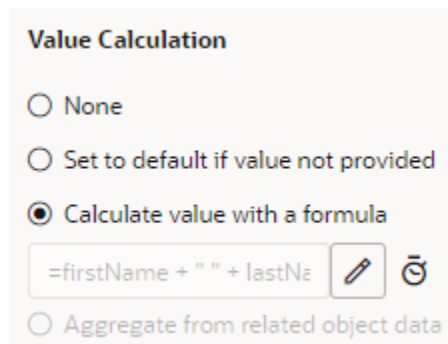 Value Calculation
None
Set to default if value not provided
Calculate value with a formula
=firstName + " " + lastNa
Aggregate from related object data